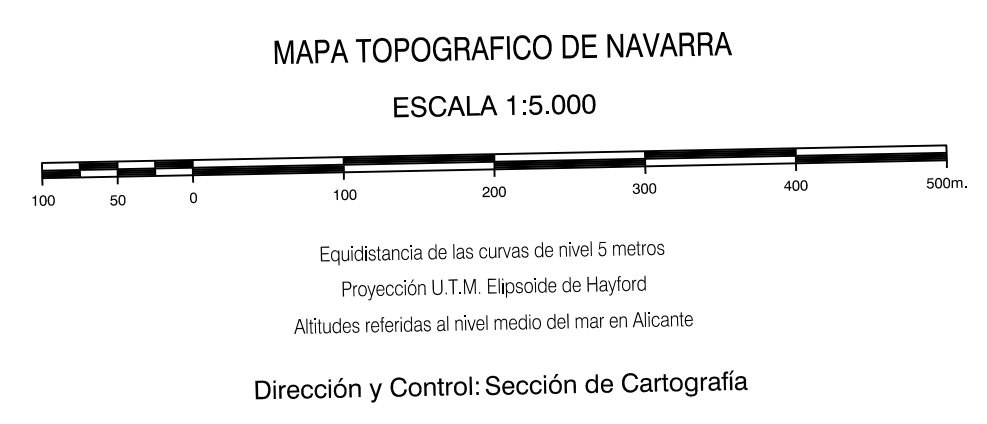 MAPA TOPOGRAFICO DE NAVARRA
ESCALA 1:5.000
100 50 0 100 200 300 400 500m.
Equidistancia de las curvas de nivel 5 metros
Proyección U.T.M. Elipsoide de Hayford
Altitudes referidas al nivel medio del mar en Alicante
Dirección y Control: Sección de Cartografía